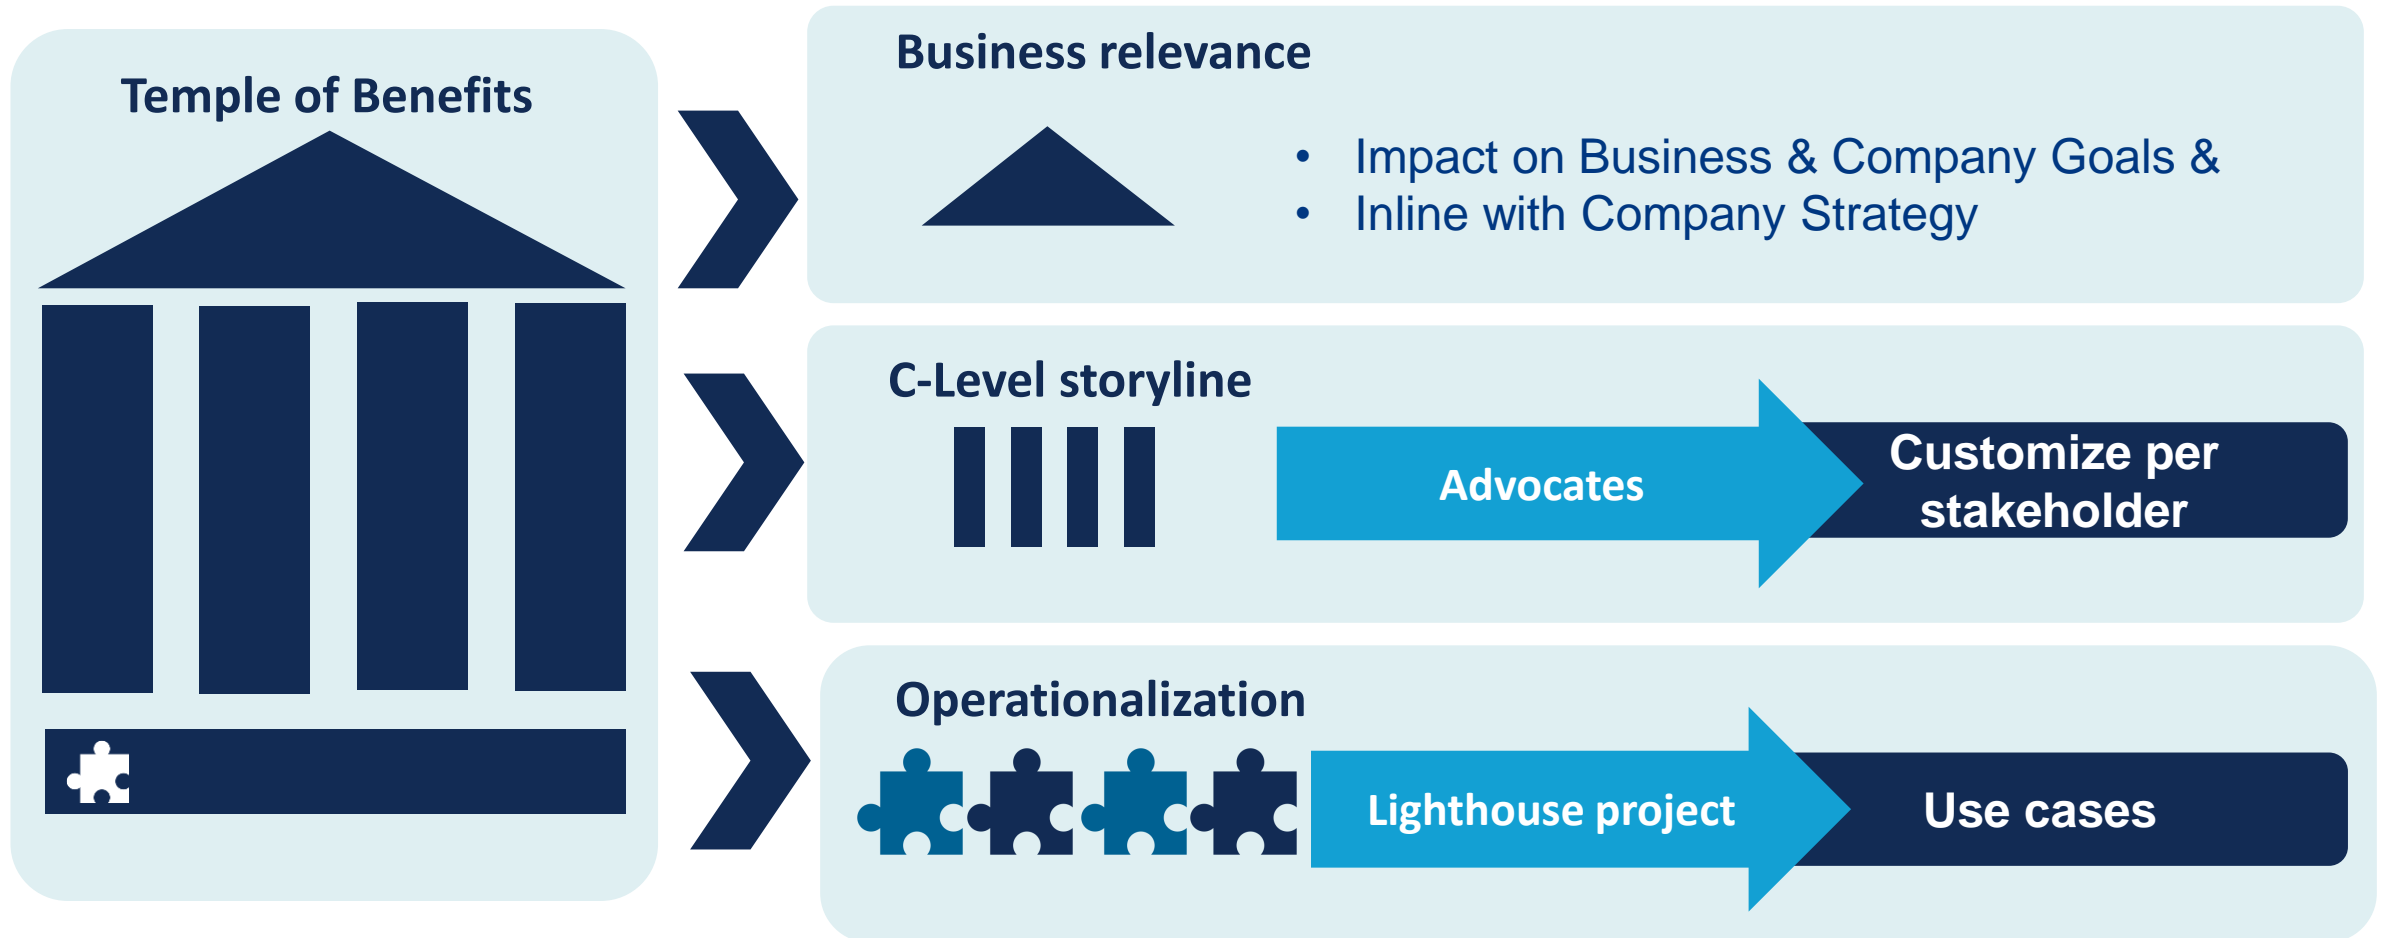 Temple of Benefits
Business relevance
• Impact on Business & Company Goals &
• Inline with Company Strategy
C-Level storyline
Advocates
Customize per
stakeholder
Operationalization
Lighthouse project
Use cases